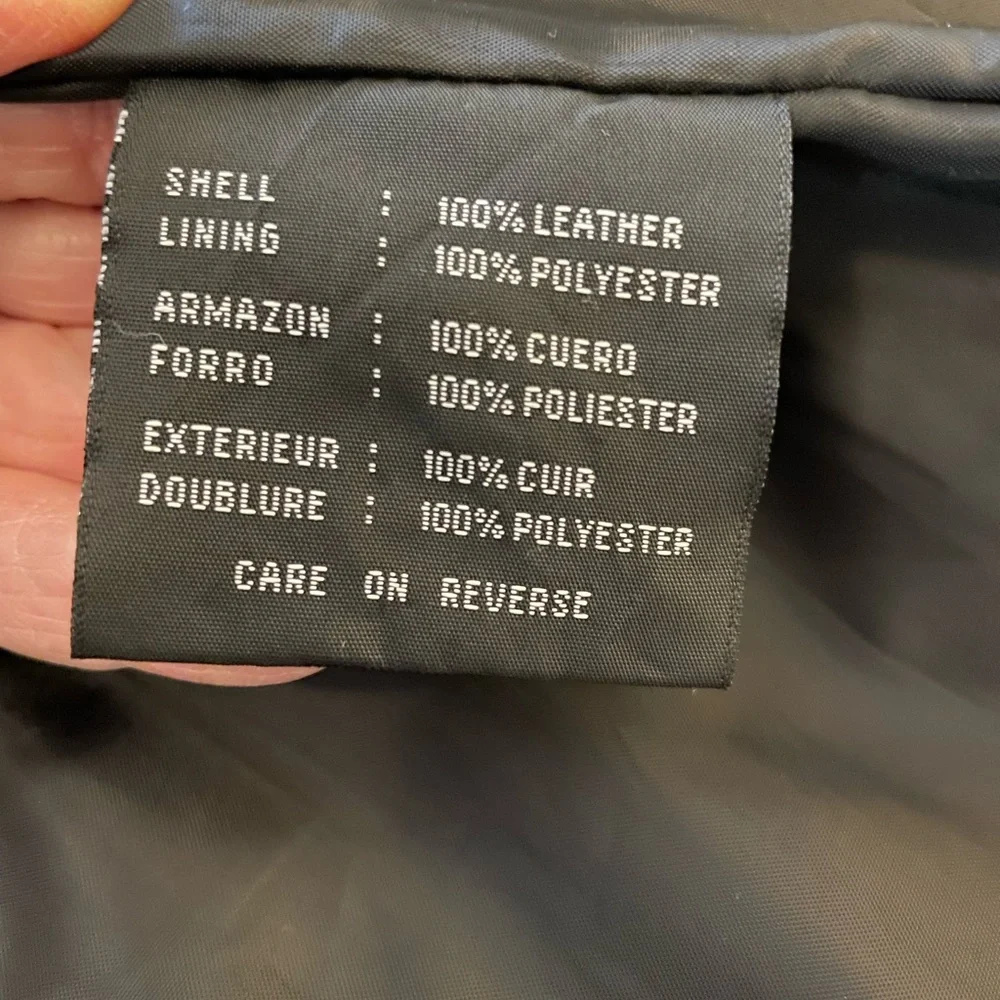 SHELL : 100% LEATHER
LINING : 100% POLYESTER
ARMAZON : 100% CUERO
FORRO : 100% POLIESTER
EXTERIEUR : 100% CUIR
DOUBLURE : 100% POLYESTER
CARE ON REVERSE